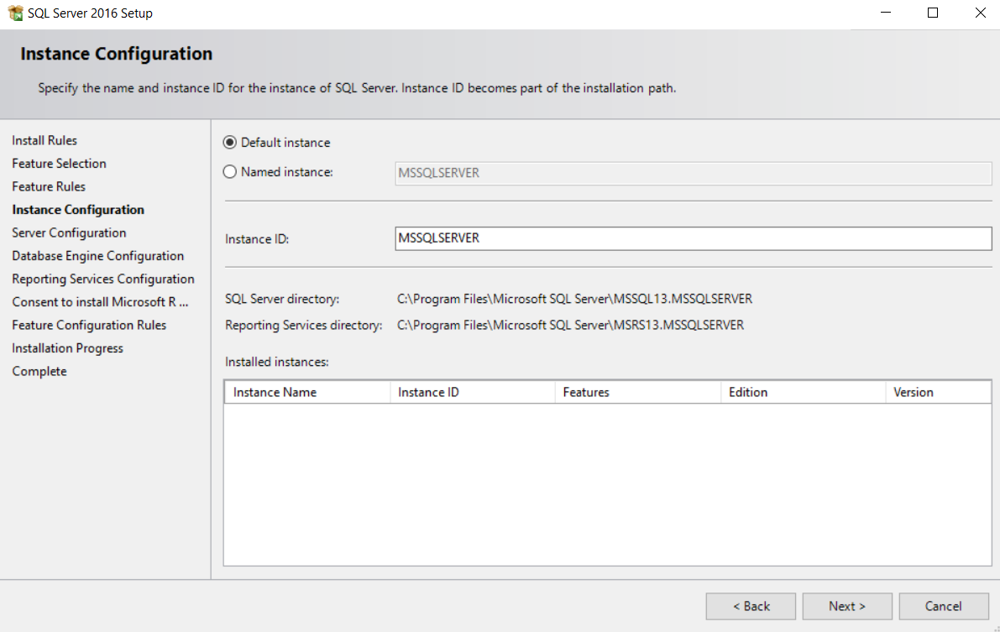 SQL Server 2016 Setup
Instance Configuration
Specify the name and instance ID for the instance of SQL Server. Instance ID becomes part of the installation path.
Install Rules
Feature Selection
Feature Rules
Instance Configuration
Server Configuration
Database Engine Configuration
Reporting Services Configuration
Consent to install Microsoft R ...
Feature Configuration Rules
Installation Progress
Complete
Default instance
Named instance: MSSQLSERVER
Instance ID: MSSQLSERVER
SQL Server directory: C:\Program Files\Microsoft SQL Server\MSSQL13.MSSQLSERVER
Reporting Services directory: C:\Program Files\Microsoft SQL Server\MSRS13.MSSQLSERVER
Installed instances:
Instance Name Instance ID Features Edition Version
< Back Next > Cancel